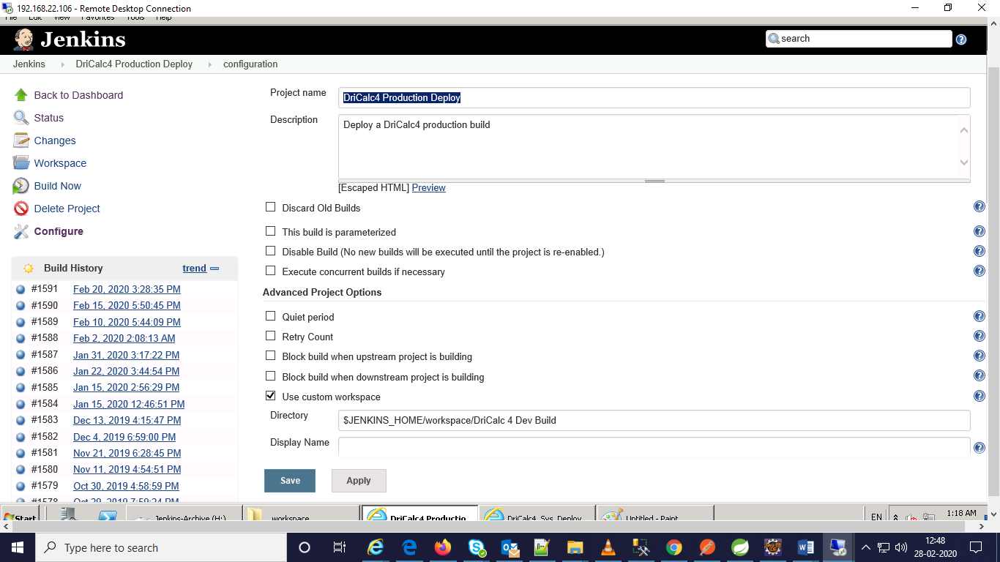 192.168.22.106 - Remote Desktop Connection
File Edit View Favorites Tools Help
Jenkins
search
Jenkins DriCalc4 Production Deploy configuration
Back to Dashboard
Status
Changes
Workspace
Build Now
Delete Project
Configure
Build History trend
#1591 Feb 20, 2020 3:28:35 PM
#1590 Feb 15, 2020 5:50:45 PM
#1589 Feb 10, 2020 5:44:09 PM
#1588 Feb 2, 2020 2:08:13 AM
#1587 Jan 31, 2020 3:17:22 PM
#1586 Jan 22, 2020 3:44:54 PM
#1585 Jan 15, 2020 2:56:29 PM
#1584 Jan 15, 2020 12:46:51 PM
#1583 Dec 13, 2019 4:15:47 PM
#1582 Dec 4, 2019 6:59:00 PM
#1581 Nov 21, 2019 6:28:45 PM
#1580 Nov 11, 2019 4:54:51 PM
#1579 Oct 30, 2019 4:58:59 PM
#1578 Oct 29, 2019 7:59:24 PM
Project name DriCalc4 Production Deploy
Description Deploy a DriCalc4 production build
[Escaped HTML] Preview
Discard Old Builds
This build is parameterized
Disable Build (No new builds will be executed until the project is re-enabled.)
Execute concurrent builds if necessary
Advanced Project Options
Quiet period
Retry Count
Block build when upstream project is building
Block build when downstream project is building
Use custom workspace
Directory $JENKINS_HOME/workspace/DriCalc 4 Dev Build
Display Name
Save Apply
Start Jenkins-Archive (H:) workspace DriCalc4 Productio... DriCalc4_Sys_Deploy... Untitled - Paint EN 1:18 AM
Type here to search
12:48
28-02-2020